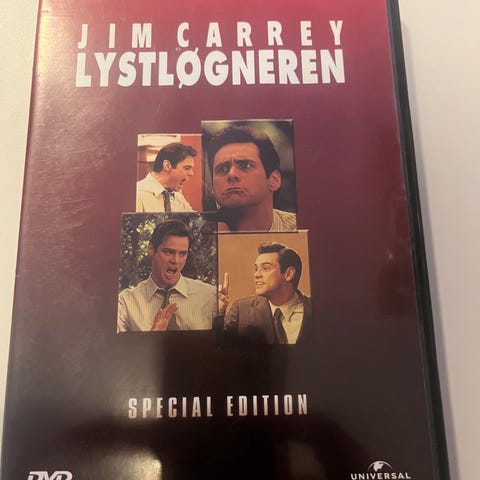 JIM CARREY
LYSTLØGNEREN
SPECIAL EDITION
DVD
UNIVERSAL